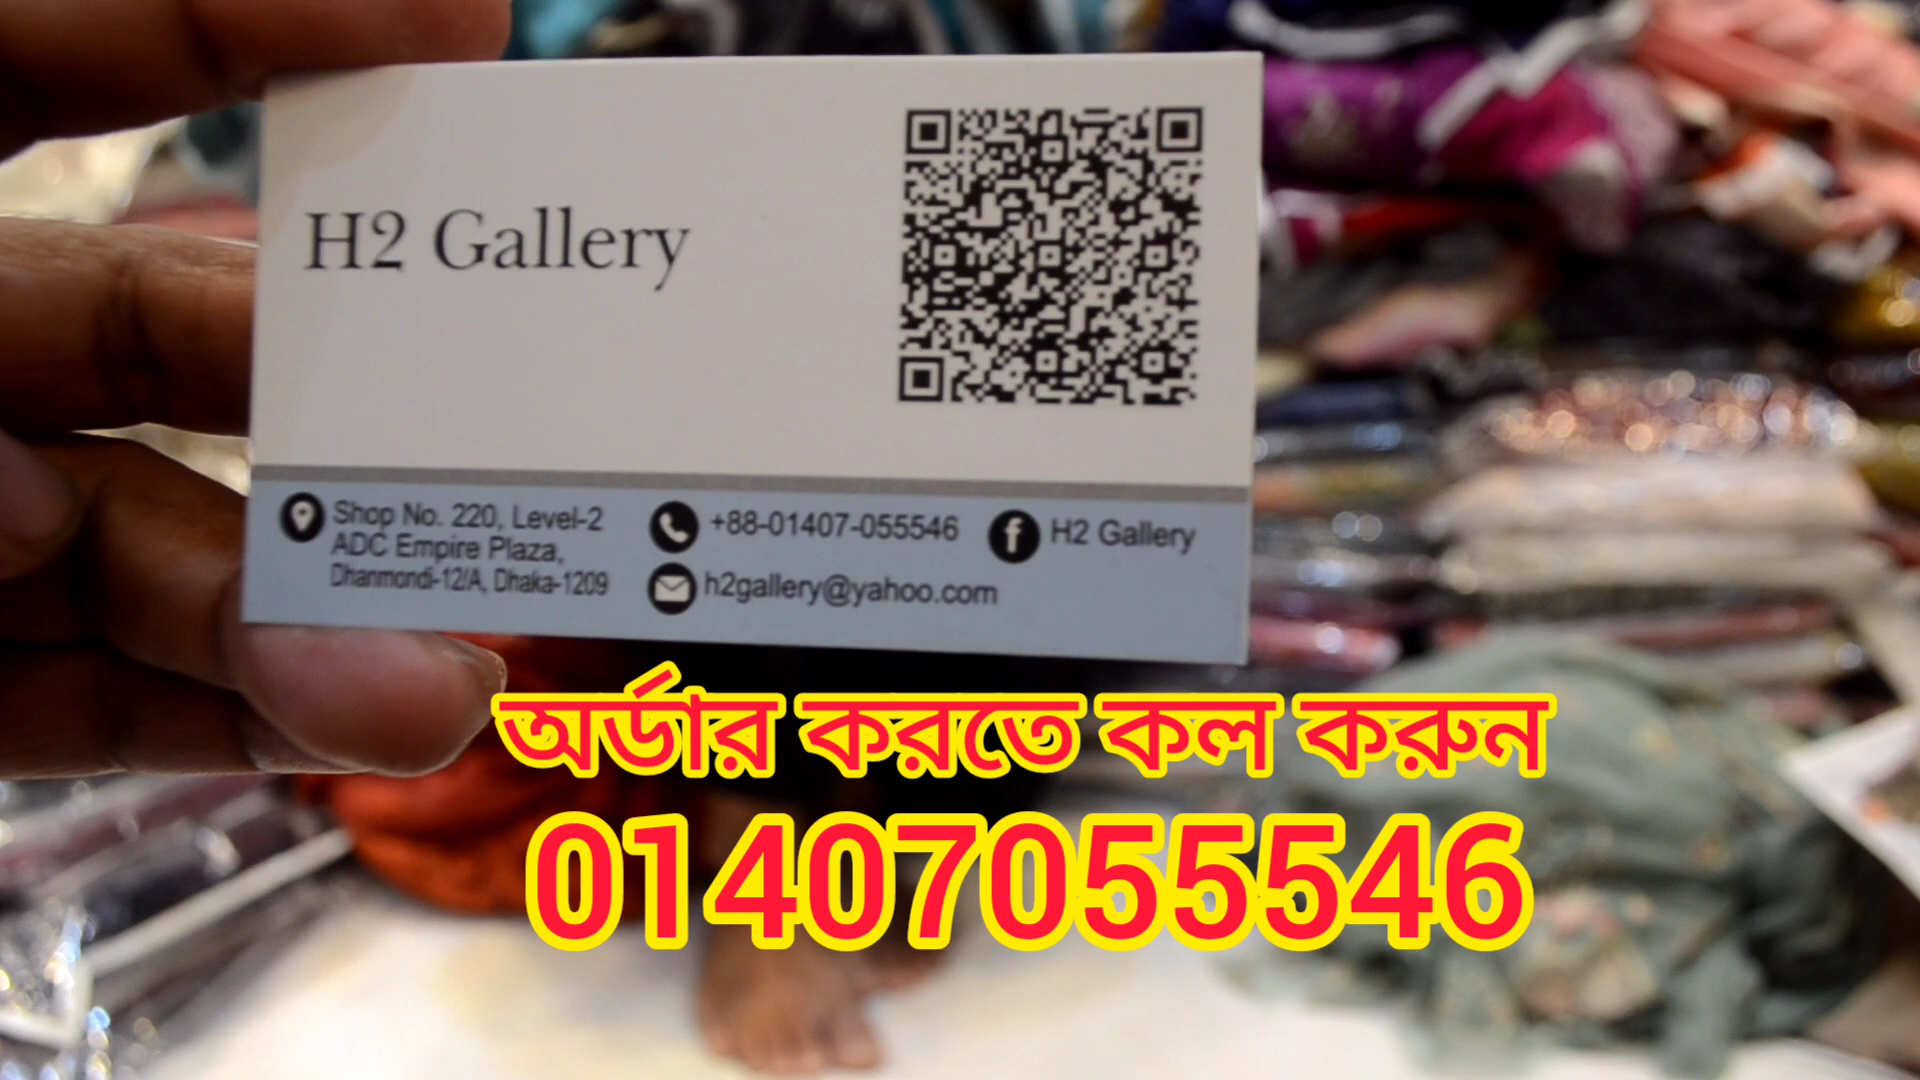 H2 Gallery
Shop No. 220, Level-2
ADC Empire Plaza,
Dhanmondi-12/A, Dhaka-1209
+88-01407-055546
h2gallery@yahoo.com
H2 Gallery
অর্ডার করতে কল করুন
01407055546